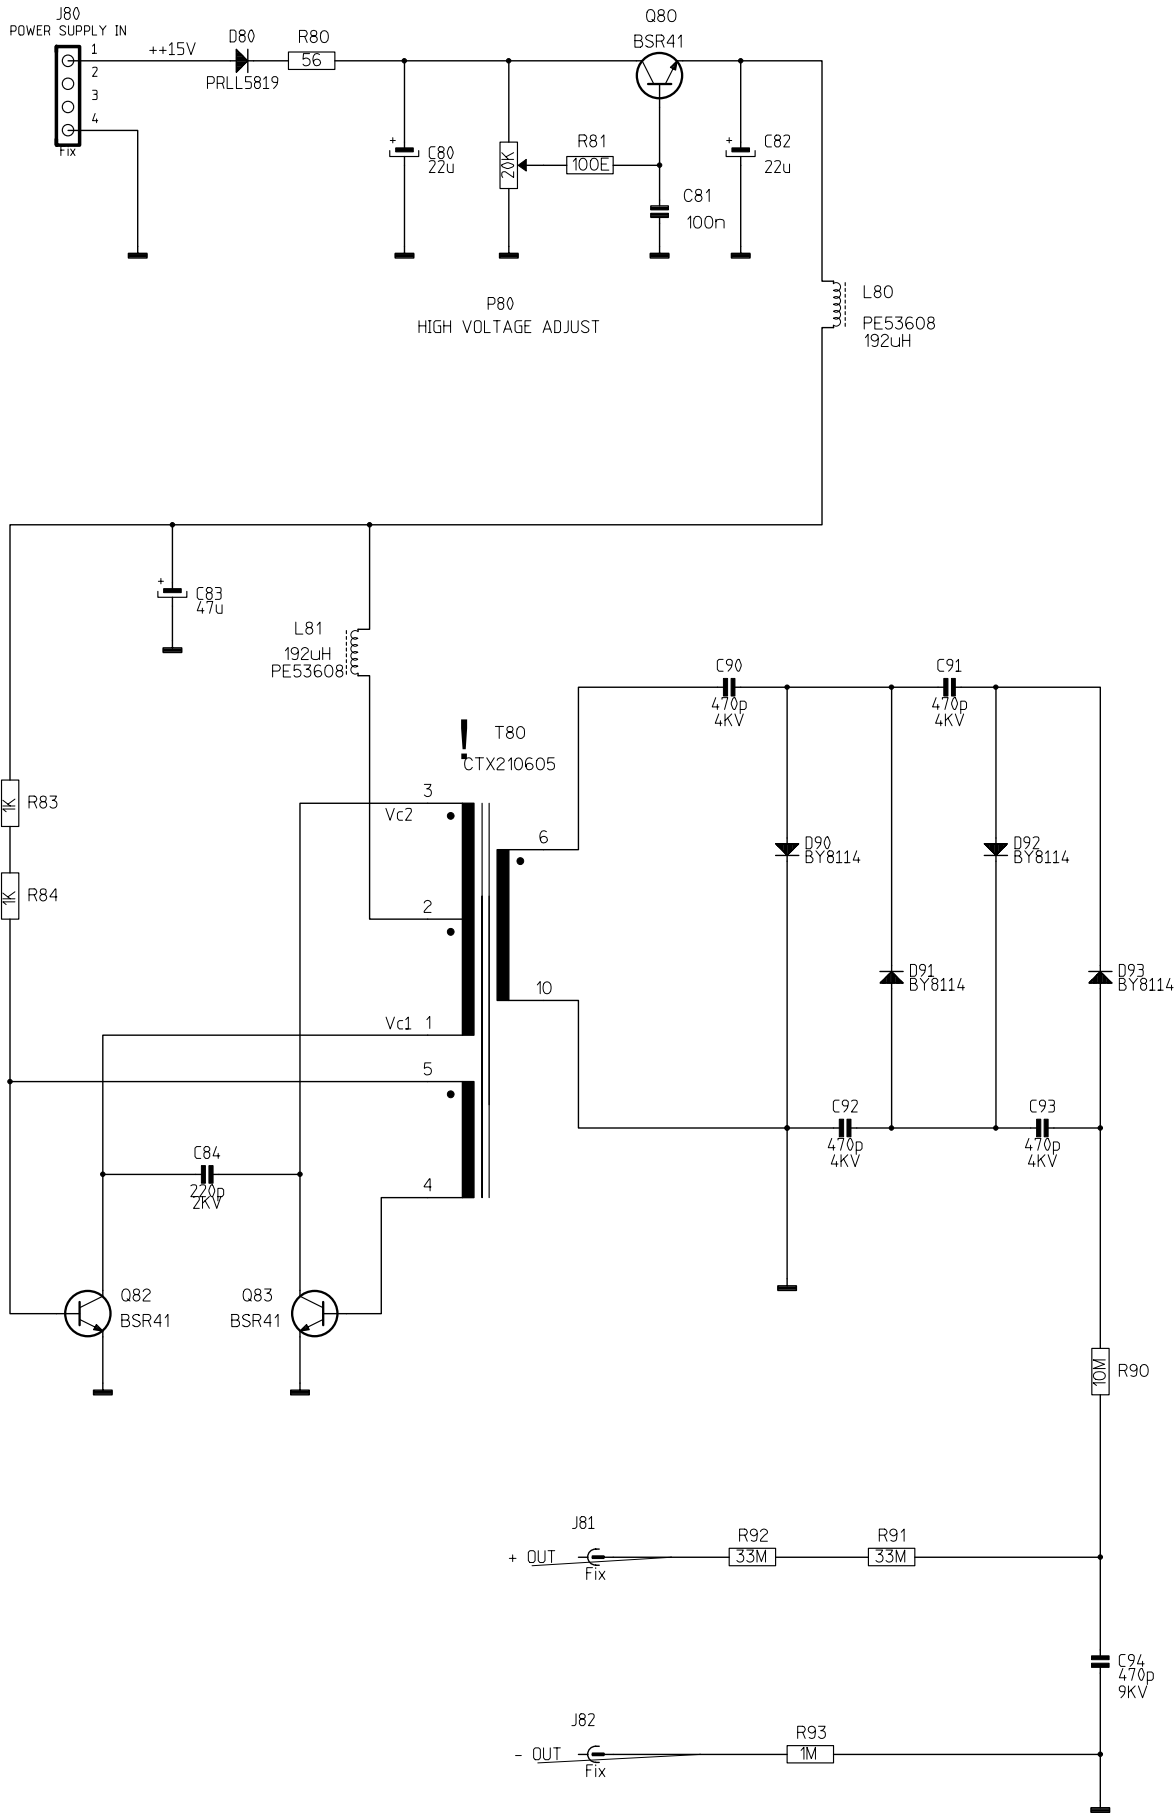 J80
POWER SUPPLY IN
1
2
3
4
Fix
++15V
D80
PRLL5819
R80
56
Q80
BSR41
C80
22u
20K
R81
100E
C81
100n
C82
22u
P80
HIGH VOLTAGE ADJUST
L80
PE53608
192uH
C83
47u
L81
192uH
PE53608
! T80
CTX210605
C90
470p
4KV
C91
470p
4KV
1K R83
1K R84
3
Vc2
2
Vc1 1
5
4
6
10
D90
BY8114
D92
BY8114
D91
BY8114
D93
BY8114
C92
470p
4KV
C93
470p
4KV
C84
220p
2KV
Q82
BSR41
Q83
BSR41
10M R90
J81
+ OUT
Fix
R92
33M
R91
33M
C94
470p
9KV
J82
- OUT
Fix
R93
1M